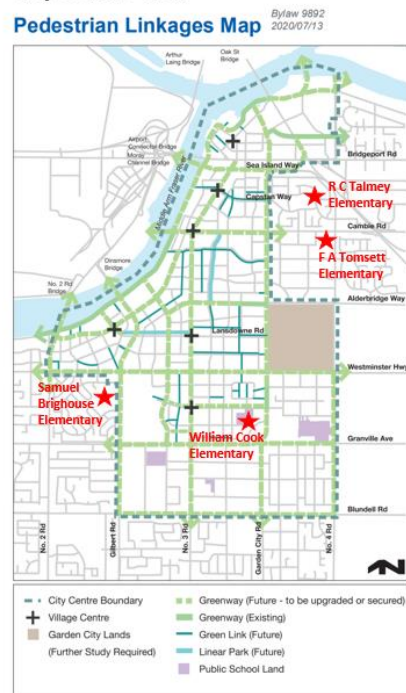 Bylaw 9892
Pedestrian Linkages Map 2020/07/13
Arthur
Laing Bridge
Oak St
Bridge
Airport
Connector Bridge
Moray
Channel Bridge
Bridgeport Rd
Sea Island Way
Middle Arm Fraser River
Capstan Way
R C Talmey
Elementary
Cambie Rd
F A Tomsett
Elementary
Dinsmore
Bridge
No. 2 Rd
Bridge
Alderbridge Way
Lansdowne Rd
Westminster Hwy
Samuel
Brighouse
Elementary
William Cook
Elementary
Granville Ave
Blundell Rd
No. 2 Rd
Gilbert Rd
No. 3 Rd
Garden City Rd
No. 4 Rd
N
City Centre Boundary
Village Centre
Garden City Lands
(Further Study Required)
Greenway (Future - to be upgraded or secured)
Greenway (Existing)
Green Link (Future)
Linear Park (Future)
Public School Land